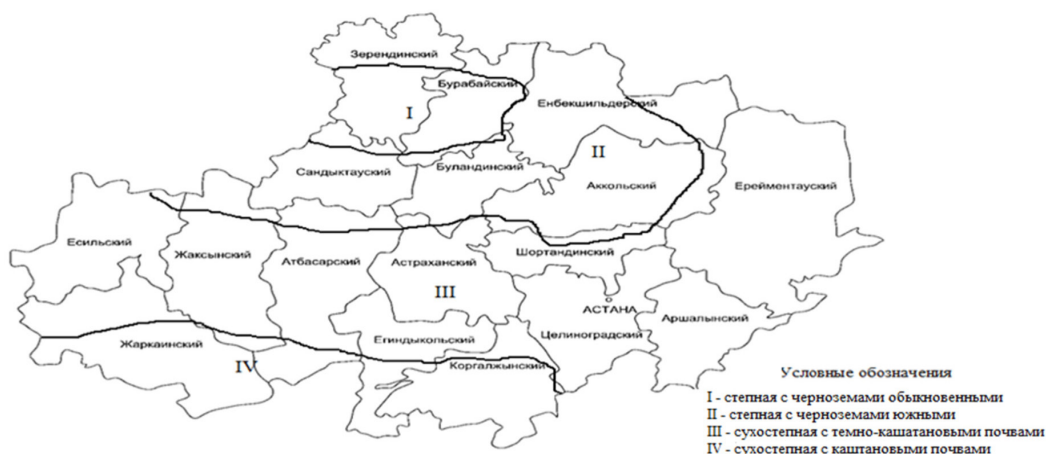 Зерендинский
Бурабайский
Енбекшильдерский
I
II
Сандыктауский
Буландинский
Аккольский
Ерейментауский
Есильский
Жаксынский
Атбасарский
Астраханский
Шортандинский
III
АСТАНА
Аршалынский
Жаркаинский
Егиндыкольский
Целиноградский
IV
Коргалжынский
Условные обозначения
I - степная с черноземами обыкновенными
II - степная с черноземами южными
III - сухостепная с темно-кашатановыми почвами
IV - сухостепная с каштановыми почвами